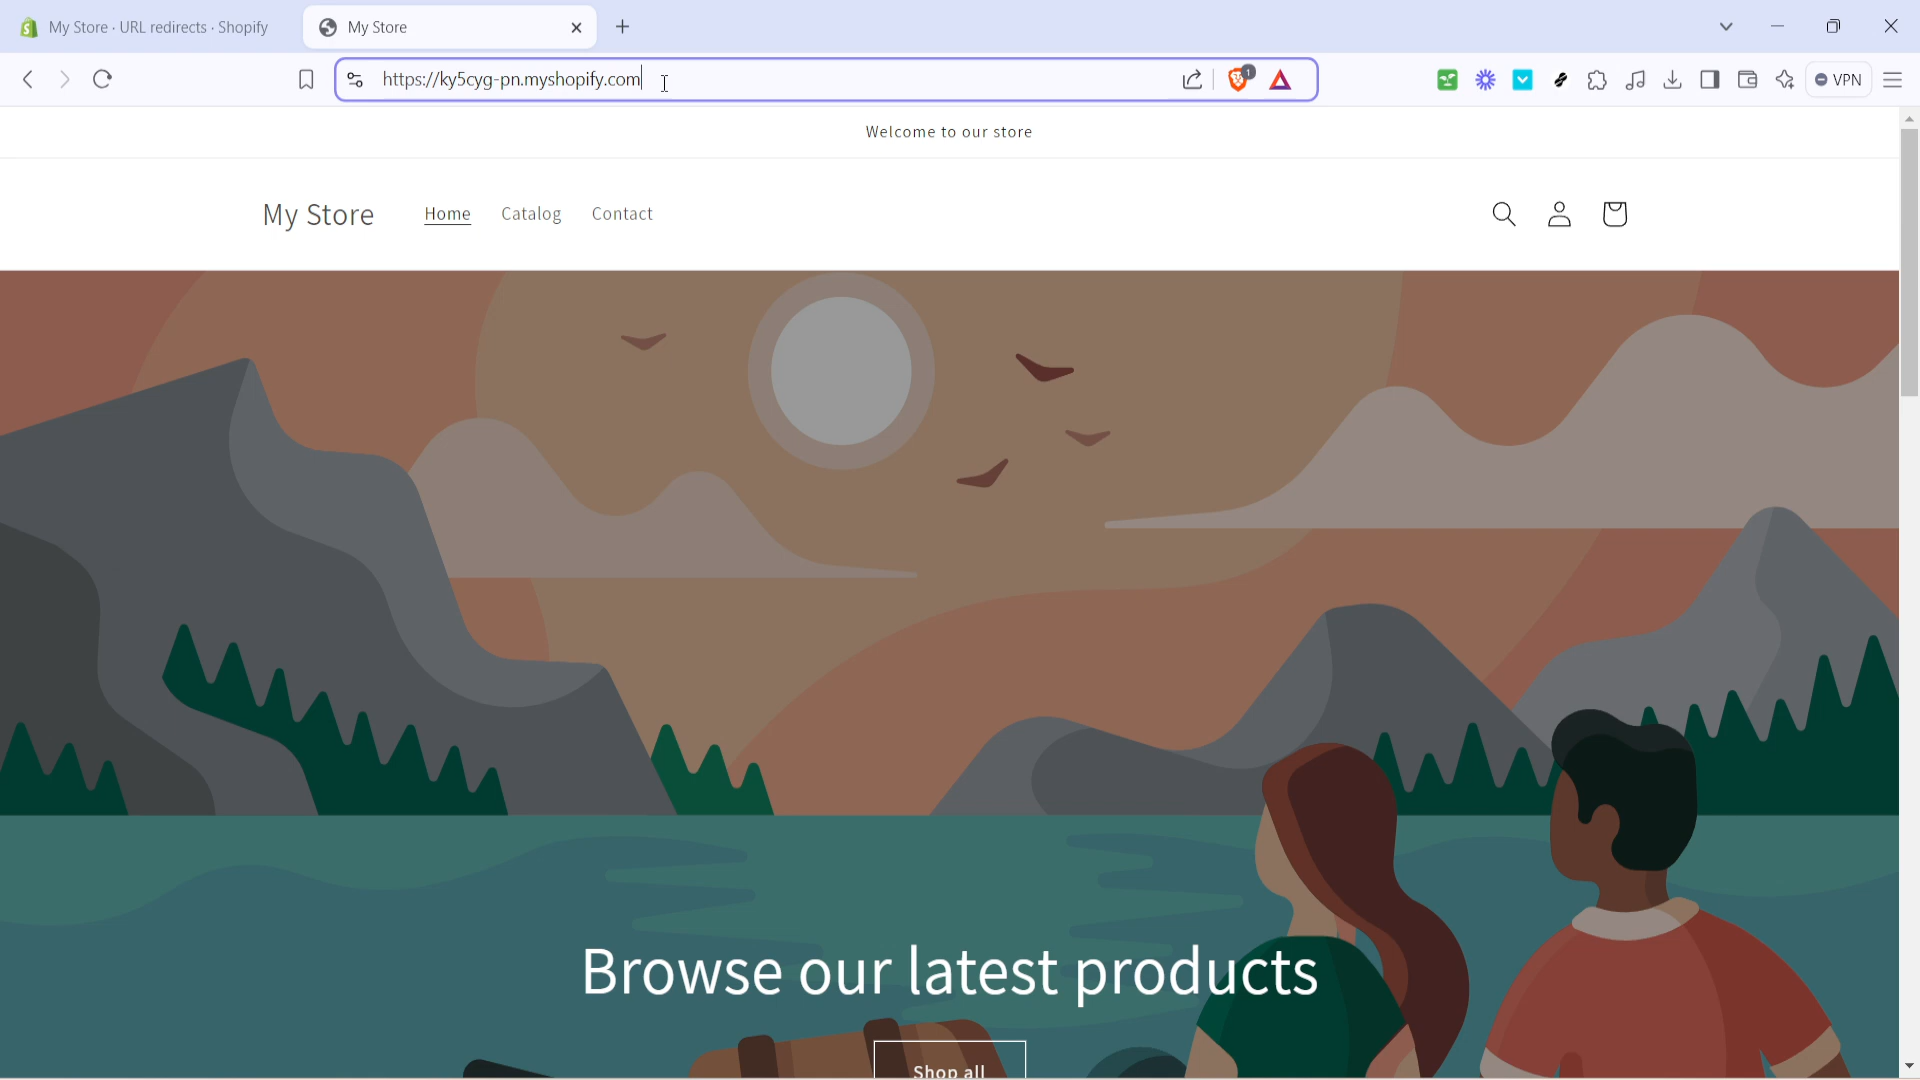 My Store · URL redirects · Shopify
My Store
https://ky5cyg-pn.myshopify.com
1
VPN
Welcome to our store
My Store
Home
Catalog
Contact
Browse our latest products
Shop all